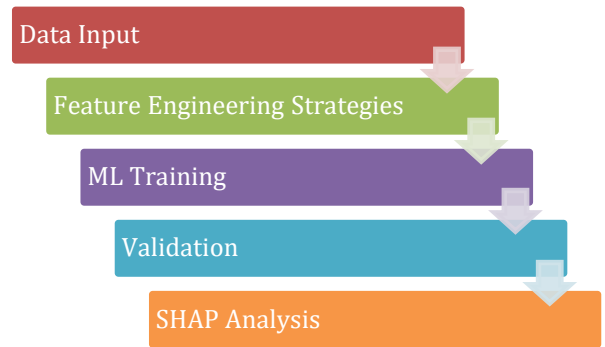 Data Input
Feature Engineering Strategies
ML Training
Validation
SHAP Analysis